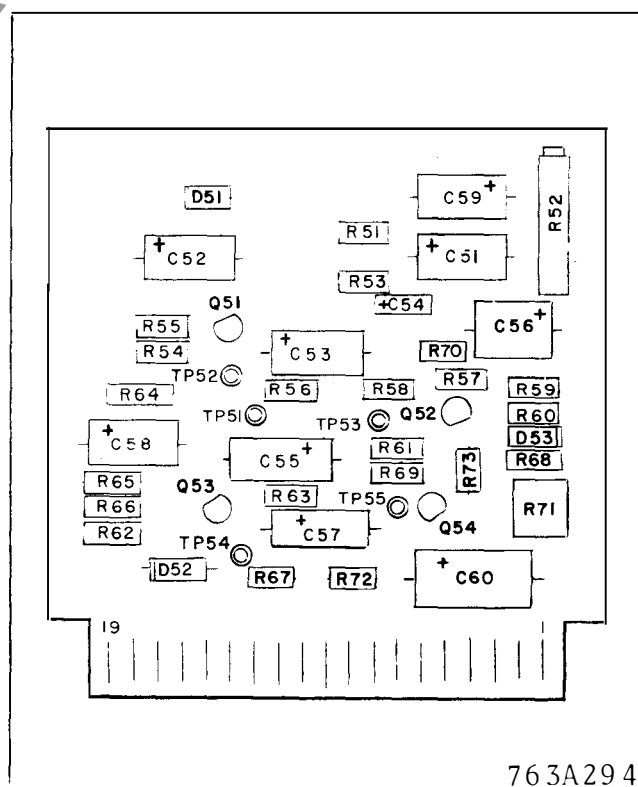 D51
C59
+
R52
R51
+
C52
+
C51
R53
+C54
Q51
C56
+
R55
+
C53
R70
R54
TP52
R57
R64
R56
R58
R59
TP51
TP53
Q52
R60
+
C58
R61
D53
C55
+
R73
R68
R65
R69
Q53
R63
TP55
R66
R71
+
C57
Q54
R62
TP54
D52
R67
R72
+
C60
19
1
763A294